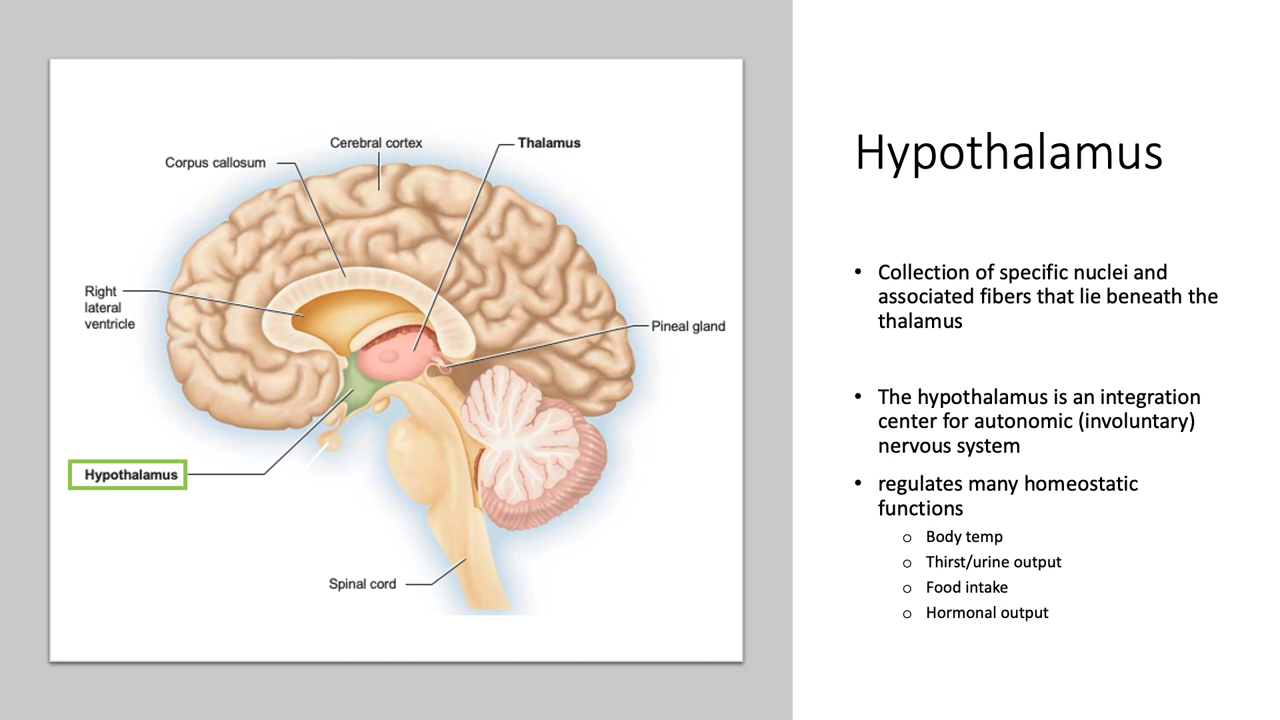 Cerebral cortex
Thalamus
Corpus callosum
Right
lateral
ventricle
Pineal gland
Hypothalamus
Spinal cord
Hypothalamus
• Collection of specific nuclei and
associated fibers that lie beneath the
thalamus
• The hypothalamus is an integration
center for autonomic (involuntary)
nervous system
• regulates many homeostatic
functions
o Body temp
o Thirst/urine output
o Food intake
o Hormonal output